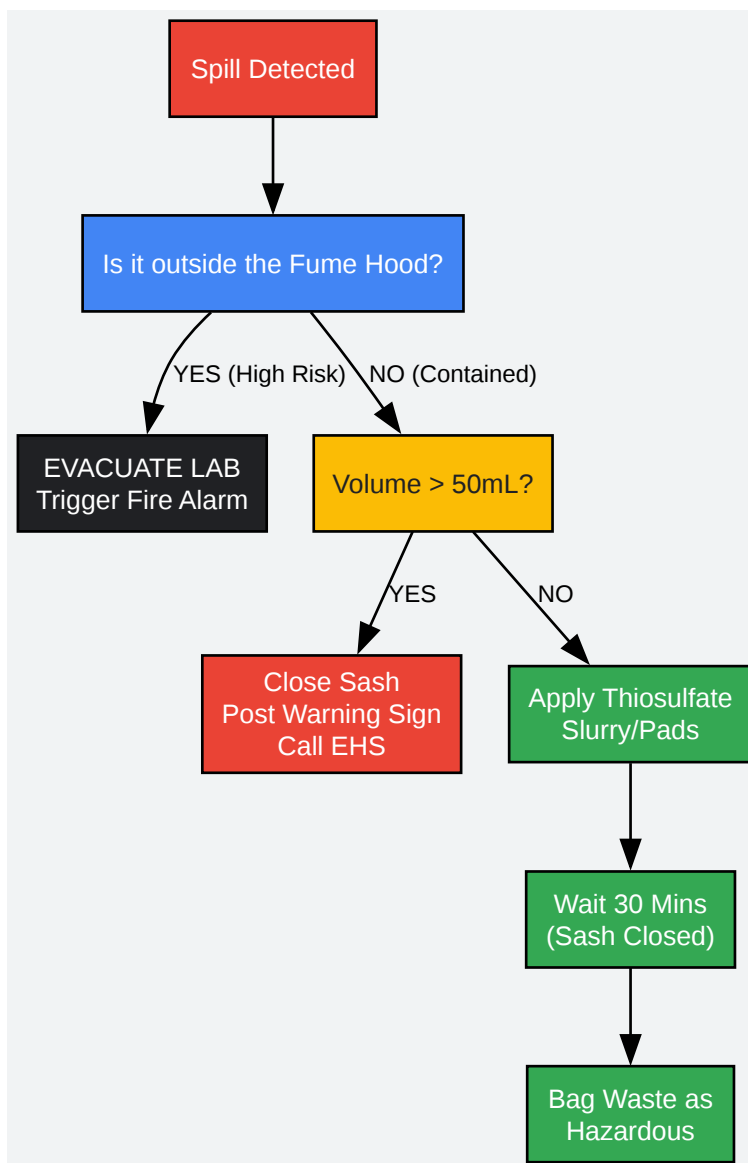 Spill Detected
Is it outside the Fume Hood?
YES (High Risk)
NO (Contained)
EVACUATE LAB
Trigger Fire Alarm
Volume > 50mL?
YES
NO
Close Sash
Post Warning Sign
Call EHS
Apply Thiosulfate
Slurry/Pads
Wait 30 Mins
(Sash Closed)
Bag Waste as
Hazardous